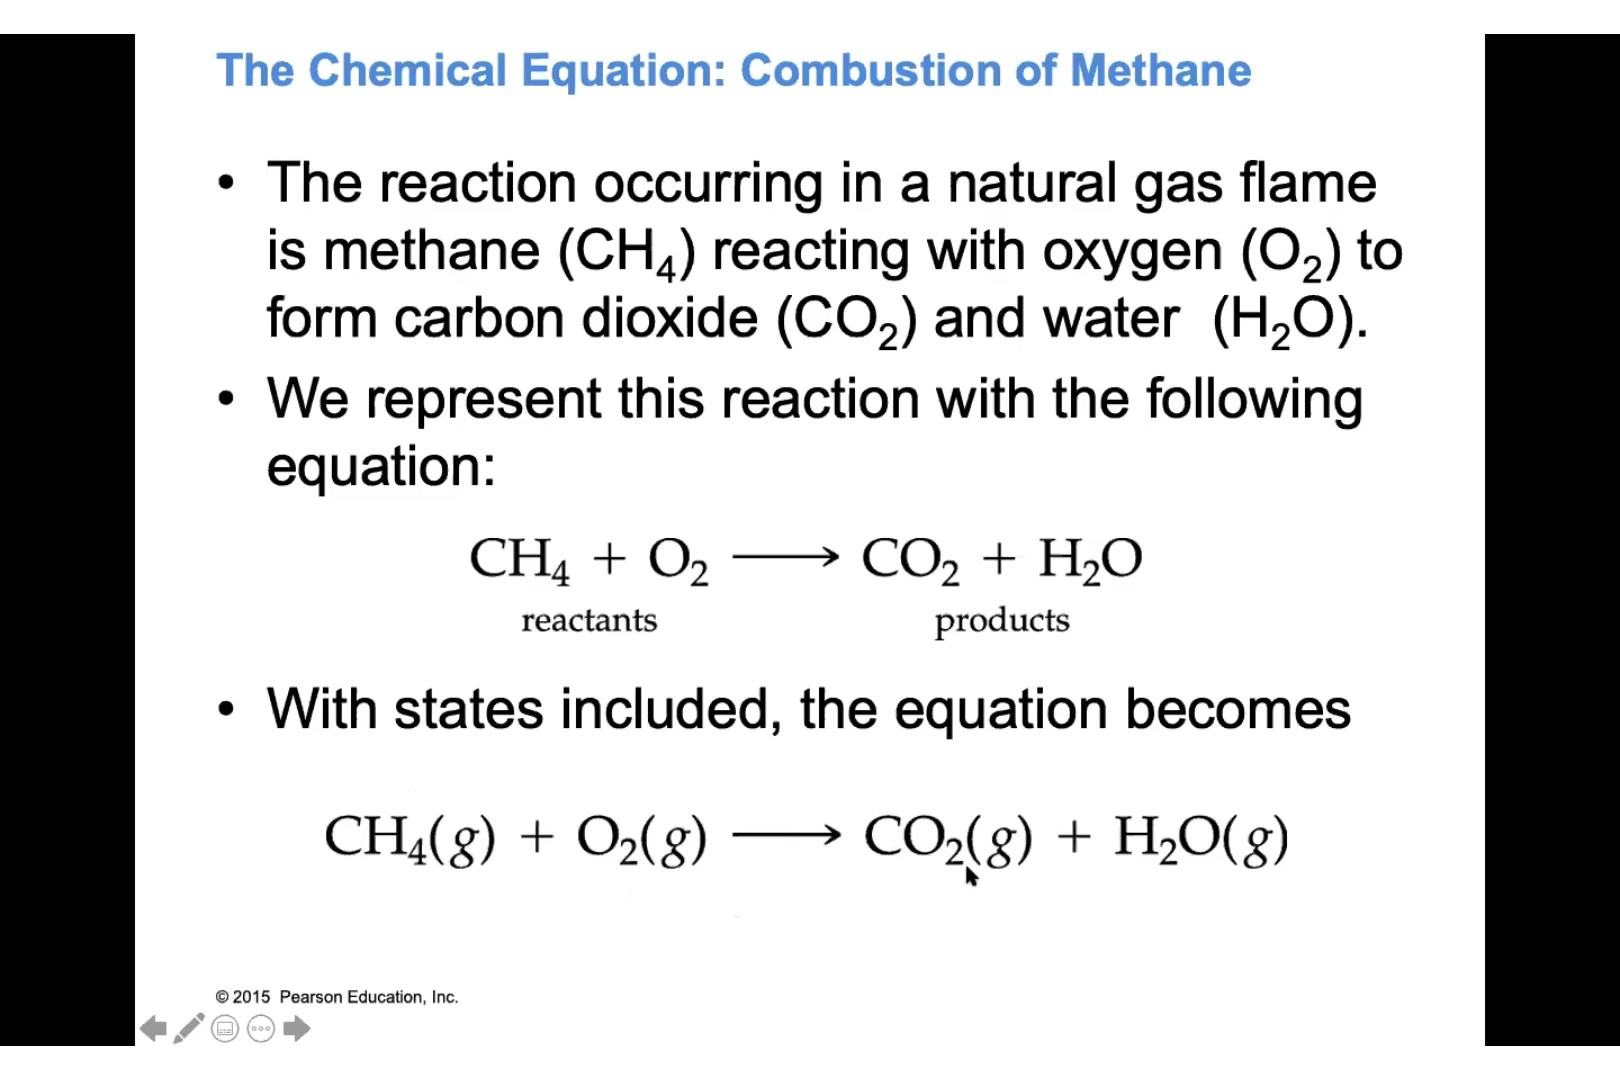 The Chemical Equation: Combustion of Methane
• The reaction occurring in a natural gas flame
is methane (CH₄) reacting with oxygen (O₂) to
form carbon dioxide (CO₂) and water (H₂O).
• We represent this reaction with the following
equation:
CH₄ + O₂ ⟶ CO₂ + H₂O
reactants products
• With states included, the equation becomes
CH₄(g) + O₂(g) ⟶ CO₂(g) + H₂O(g)
© 2015 Pearson Education, Inc.